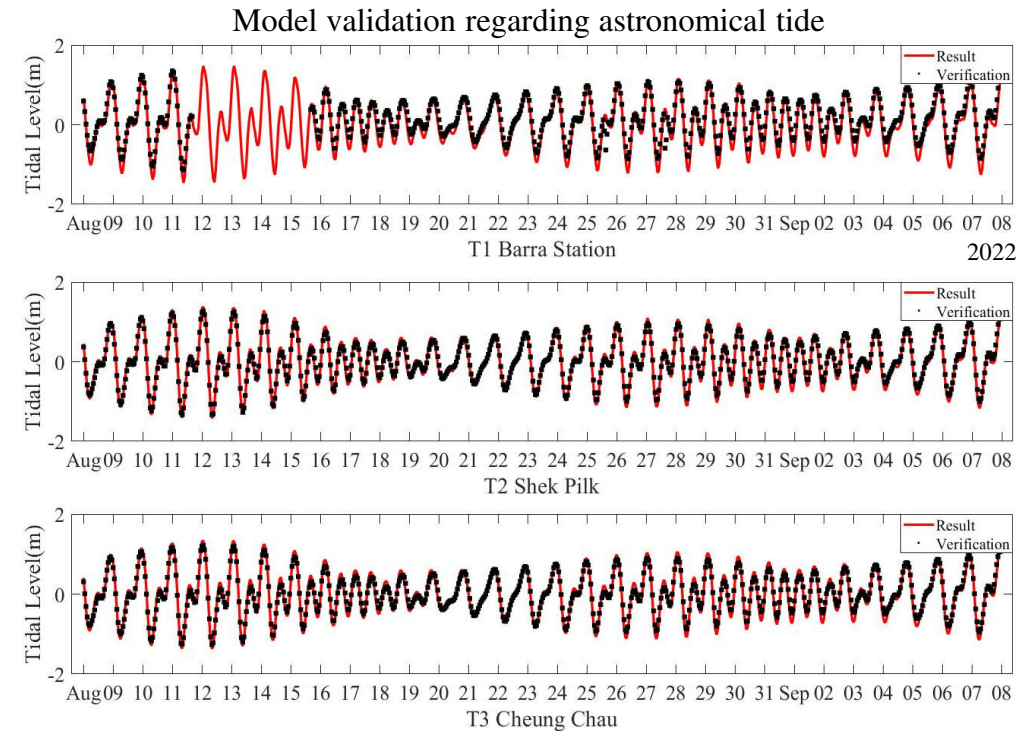 Model validation regarding astronomical tide
2
0
-2
Tidal Level(m)
Result
Verification
Aug 09 10 11 12 13 14 15 16 17 18 19 20 21 22 23 24 25 26 27 28 29 30 31 Sep 02 03 04 05 06 07 08
T1 Barra Station
2022
2
0
-2
Tidal Level(m)
Result
Verification
Aug 09 10 11 12 13 14 15 16 17 18 19 20 21 22 23 24 25 26 27 28 29 30 31 Sep 02 03 04 05 06 07 08
T2 Shek Pilk
2
0
-2
Tidal Level(m)
Result
Verification
Aug 09 10 11 12 13 14 15 16 17 18 19 20 21 22 23 24 25 26 27 28 29 30 31 Sep 02 03 04 05 06 07 08
T3 Cheung Chau